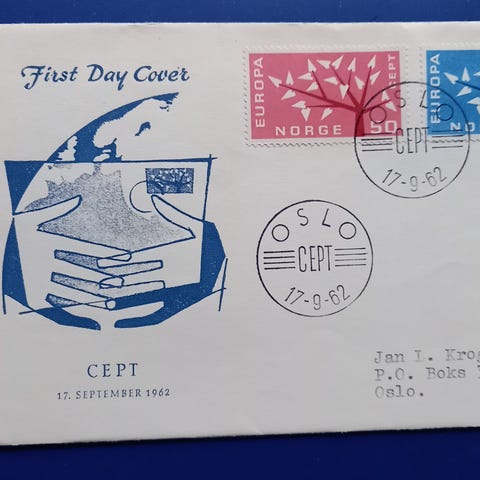 First Day Cover
EUROPA
CEPT
NORGE 50
EUROPA
OSLO
CEPT
17-9-62
OSLO
CEPT
17-9-62
CEPT
17. SEPTEMBER 1962
Jan L.
P.O. Boks
Oslo.